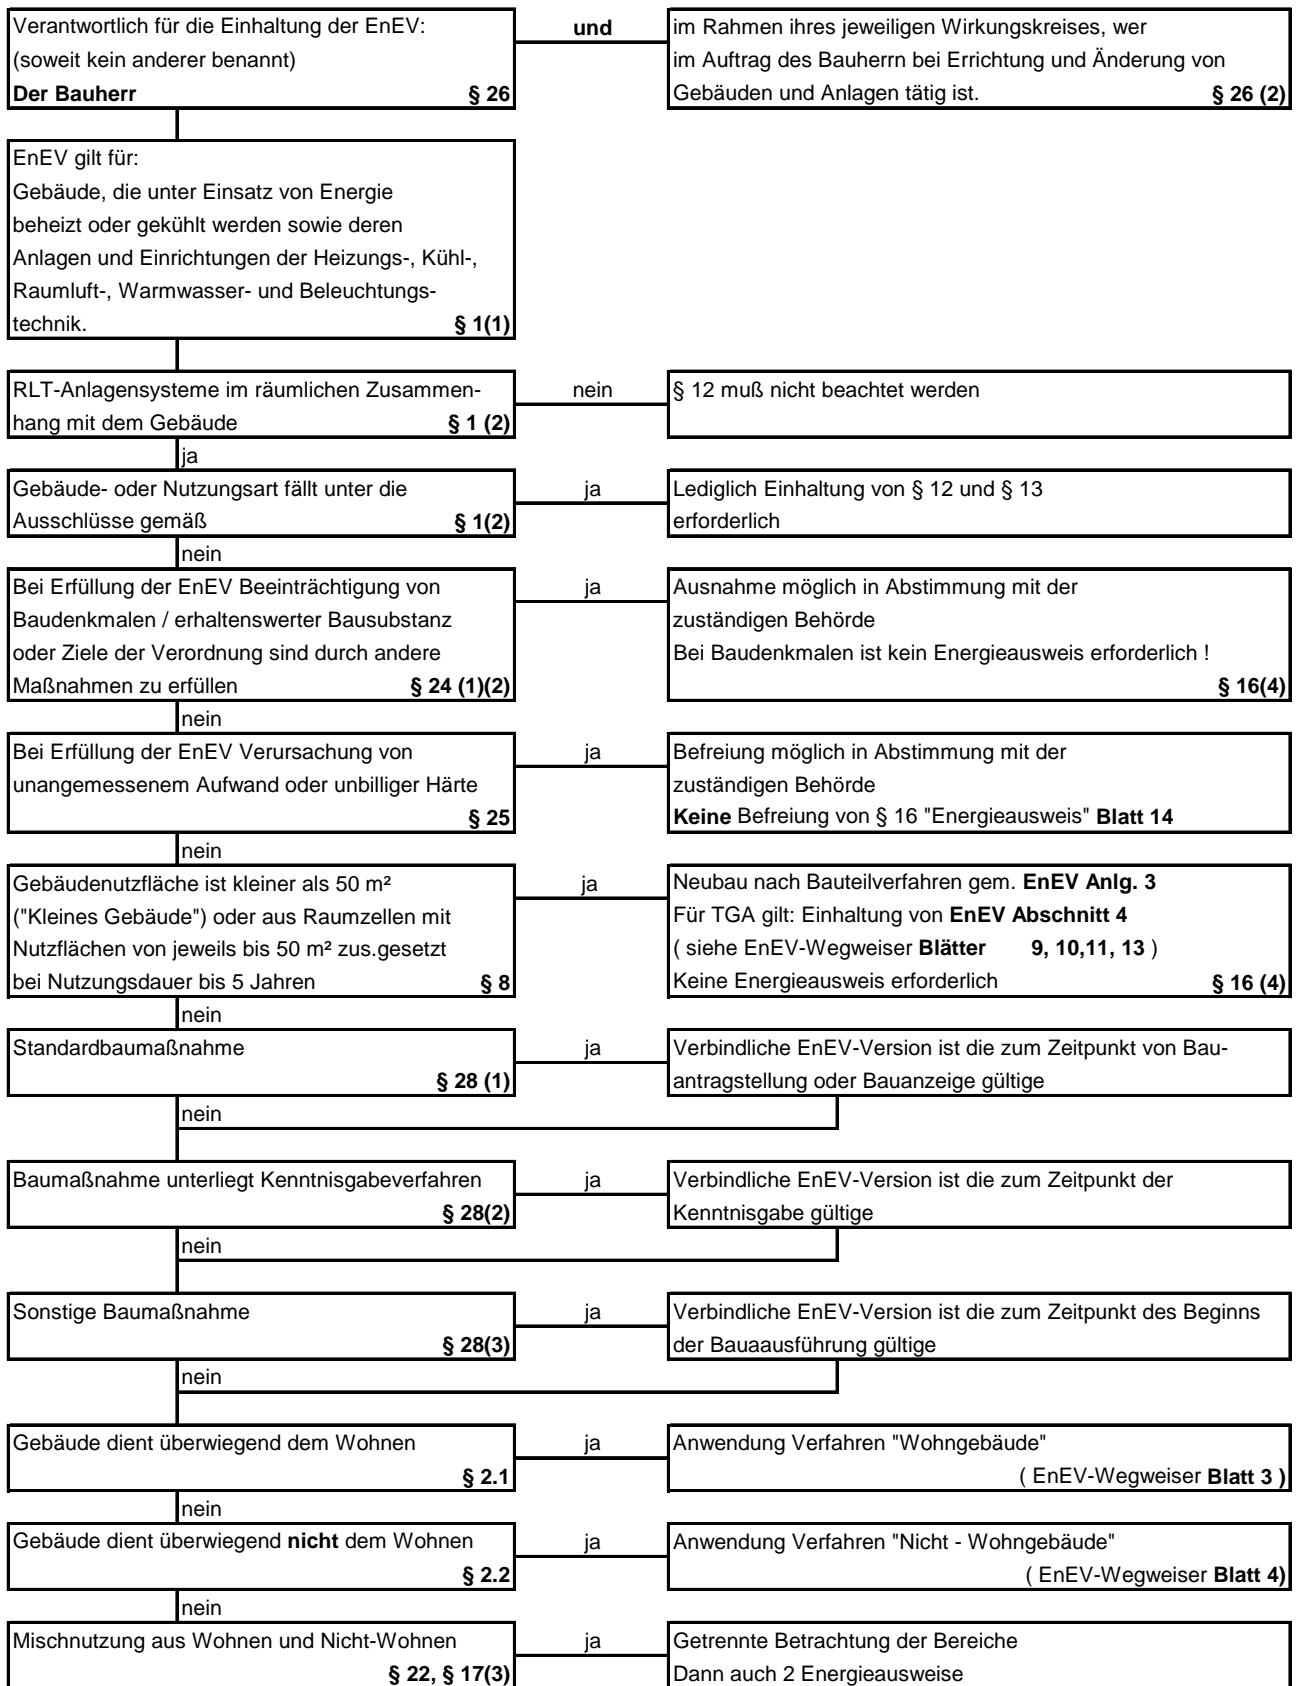 Verantwortlich für die Einhaltung der EnEV:
(soweit kein anderer benannt)
Der Bauherr § 26
und
im Rahmen ihres jeweiligen Wirkungskreises, wer
im Auftrag des Bauherrn bei Errichtung und Änderung von
Gebäuden und Anlagen tätig ist. § 26 (2)
EnEV gilt für:
Gebäude, die unter Einsatz von Energie
beheizt oder gekühlt werden sowie deren
Anlagen und Einrichtungen der Heizungs-, Kühl-,
Raumluft-, Warmwasser- und Beleuchtungs-
technik. § 1(1)
RLT-Anlagensysteme im räumlichen Zusammen-
hang mit dem Gebäude § 1 (2)
nein
§ 12 muß nicht beachtet werden
ja
Gebäude- oder Nutzungsart fällt unter die
Ausschlüsse gemäß § 1(2)
ja
Lediglich Einhaltung von § 12 und § 13
erforderlich
nein
Bei Erfüllung der EnEV Beeinträchtigung von
Baudenkmalen / erhaltenswerter Bausubstanz
oder Ziele der Verordnung sind durch andere
Maßnahmen zu erfüllen § 24 (1)(2)
ja
Ausnahme möglich in Abstimmung mit der
zuständigen Behörde
Bei Baudenkmalen ist kein Energieausweis erforderlich !
§ 16(4)
nein
Bei Erfüllung der EnEV Verursachung von
unangemessenem Aufwand oder unbilliger Härte
§ 25
ja
Befreiung möglich in Abstimmung mit der
zuständigen Behörde
Keine Befreiung von § 16 "Energieausweis" Blatt 14
nein
Gebäudenutzfläche ist kleiner als 50 m²
("Kleines Gebäude") oder aus Raumzellen mit
Nutzflächen von jeweils bis 50 m² zus.gesetzt
bei Nutzungsdauer bis 5 Jahren § 8
ja
Neubau nach Bauteilverfahren gem. EnEV Anlg. 3
Für TGA gilt: Einhaltung von EnEV Abschnitt 4
( siehe EnEV-Wegweiser Blätter 9, 10,11, 13 )
Keine Energieausweis erforderlich § 16 (4)
nein
Standardbaumaßnahme
§ 28 (1)
ja
Verbindliche EnEV-Version ist die zum Zeitpunkt von Bau-
antragstellung oder Bauanzeige gültige
nein
Baumaßnahme unterliegt Kenntnisgabeverfahren
§ 28(2)
ja
Verbindliche EnEV-Version ist die zum Zeitpunkt der
Kenntnisgabe gültige
nein
Sonstige Baumaßnahme
§ 28(3)
ja
Verbindliche EnEV-Version ist die zum Zeitpunkt des Beginns
der Bauaausführung gültige
nein
Gebäude dient überwiegend dem Wohnen
§ 2.1
ja
Anwendung Verfahren "Wohngebäude"
( EnEV-Wegweiser Blatt 3 )
nein
Gebäude dient überwiegend nicht dem Wohnen
§ 2.2
ja
Anwendung Verfahren "Nicht - Wohngebäude"
( EnEV-Wegweiser Blatt 4)
nein
Mischnutzung aus Wohnen und Nicht-Wohnen
§ 22, § 17(3)
ja
Getrennte Betrachtung der Bereiche
Dann auch 2 Energieausweise